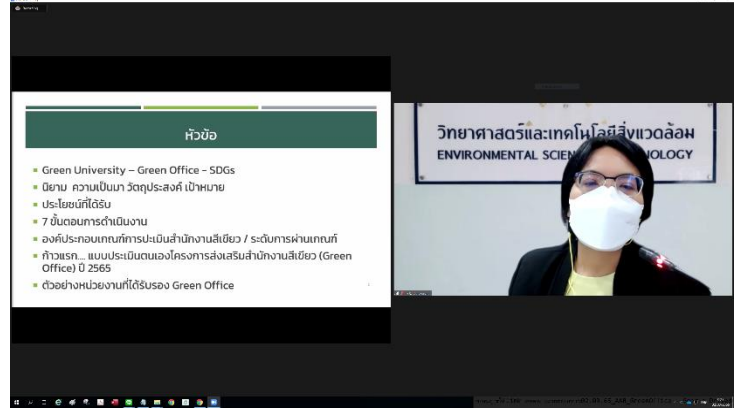 หัวข้อ
▪ Green University – Green Office - SDGs
▪ นิยาม ความเป็นมา วัตถุประสงค์ เป้าหมาย
▪ ประโยชน์ที่ได้รับ
▪ 7 ขั้นตอนการดำเนินงาน
▪ องค์ประกอบเกณฑ์การประเมินสำนักงานสีเขียว / ระดับการผ่านเกณฑ์
▪ ก้าวแรก.... แบบประเมินตนเองโครงการส่งเสริมสำนักงานสีเขียว (Green
Office) ปี 2565
▪ ตัวอย่างหน่วยงานที่ได้รับรอง Green Office
วิทยาศาสตร์และเทคโนโลยีสิ่งแวดล้อม
ENVIRONMENTAL